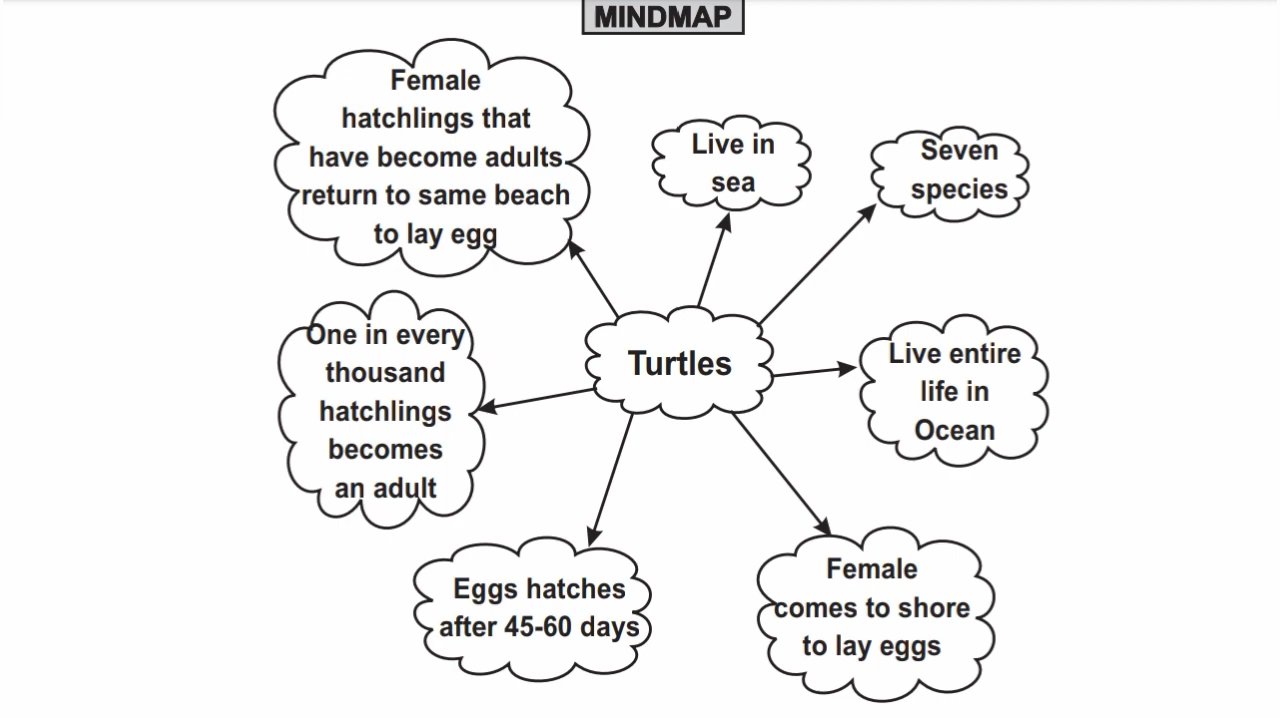 MINDMAP
Female
hatchlings that
have become adults
return to same beach
to lay egg
Live in
sea
Seven
species
One in every
thousand
hatchlings
becomes
an adult
Turtles
Live entire
life in
Ocean
Eggs hatches
after 45-60 days
Female
comes to shore
to lay eggs